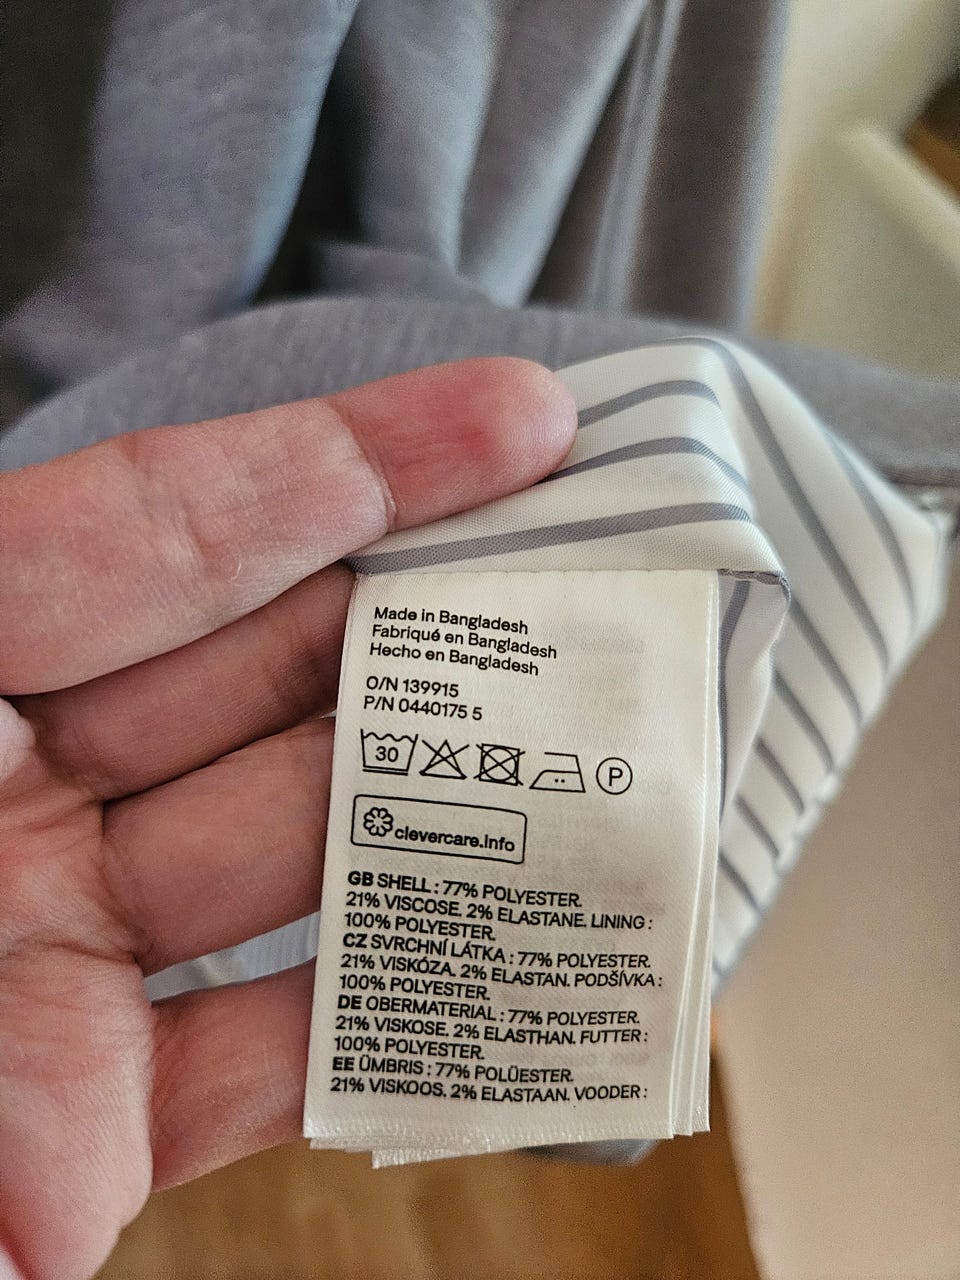 Made in Bangladesh
Fabriqué en Bangladesh
Hecho en Bangladesh
O/N 139915
P/N 0440175 5
30
P
clevercare.info
GB SHELL : 77% POLYESTER.
21% VISCOSE. 2% ELASTANE. LINING :
100% POLYESTER.
CZ SVRCHNÍ LÁTKA : 77% POLYESTER.
21% VISKÓZA. 2% ELASTAN. PODŠÍVKA :
100% POLYESTER.
DE OBERMATERIAL : 77% POLYESTER.
21% VISKOSE. 2% ELASTHAN. FUTTER :
100% POLYESTER.
EE ÜMBRIS : 77% POLÜESTER.
21% VISKOOS. 2% ELASTAAN. VOODER :